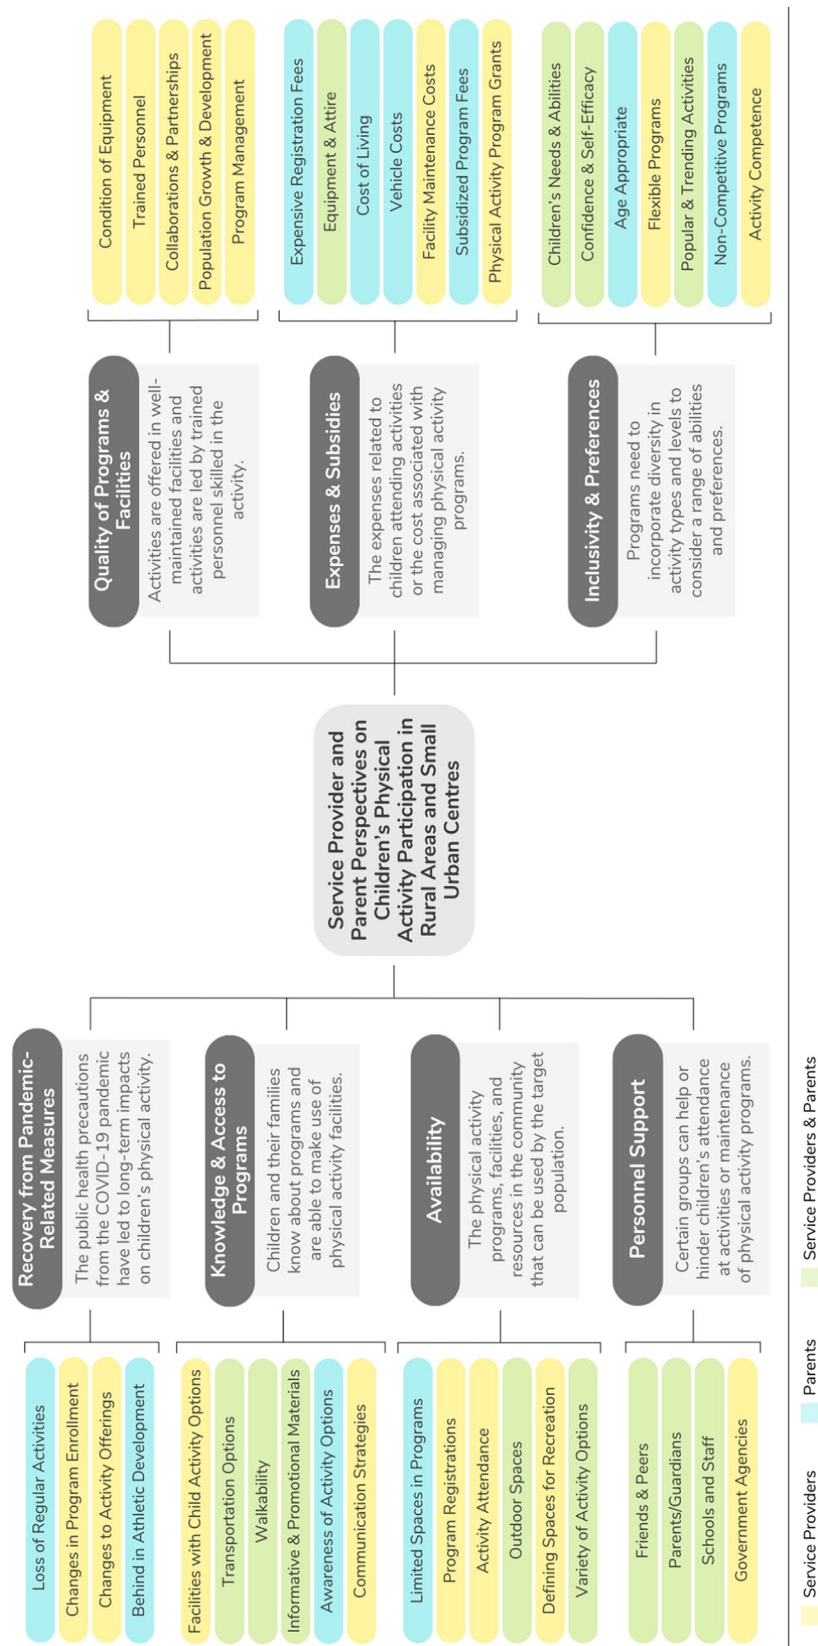 Loss of Regular Activities
Changes in Program Enrollment
Changes to Activity Offerings
Behind in Athletic Development
Recovery from Pandemic-
Related Measures
The public health precautions
from the COVID-19 pandemic
have led to long-term impacts
on children's physical activity.
Facilities with Child Activity Options
Transportation Options
Walkability
Informative & Promotional Materials
Awareness of Activity Options
Communication Strategies
Knowledge & Access to
Programs
Children and their families
know about programs and
are able to make use of
physical activity facilities.
Limited Spaces in Programs
Program Registrations
Activity Attendance
Outdoor Spaces
Defining Spaces for Recreation
Variety of Activity Options
Availability
The physical activity
programs, facilities, and
resources in the community
that can be used by the target
population.
Friends & Peers
Parents/Guardians
Schools and Staff
Government Agencies
Personnel Support
Certain groups can help or
hinder children's attendance
at activities or maintenance
of physical activity programs.
Service Provider and
Parent Perspectives on
Children's Physical
Activity Participation in
Rural Areas and Small
Urban Centres
Quality of Programs &
Facilities
Activities are offered in well-
maintained facilities and
activities are led by trained
personnel skilled in the
activity.
Condition of Equipment
Trained Personnel
Collaborations & Partnerships
Population Growth & Development
Program Management
Expenses & Subsidies
The expenses related to
children attending activities
or the cost associated with
managing physical activity
programs.
Expensive Registration Fees
Equipment & Attire
Cost of Living
Vehicle Costs
Facility Maintenance Costs
Subsidized Program Fees
Physical Activity Program Grants
Inclusivity & Preferences
Programs need to
incorporate diversity in
activity types and levels to
consider a range of abilities
and preferences.
Children's Needs & Abilities
Confidence & Self-Efficacy
Age Appropriate
Flexible Programs
Popular & Trending Activities
Non-Competitive Programs
Activity Competence
Service Providers
Parents
Service Providers & Parents